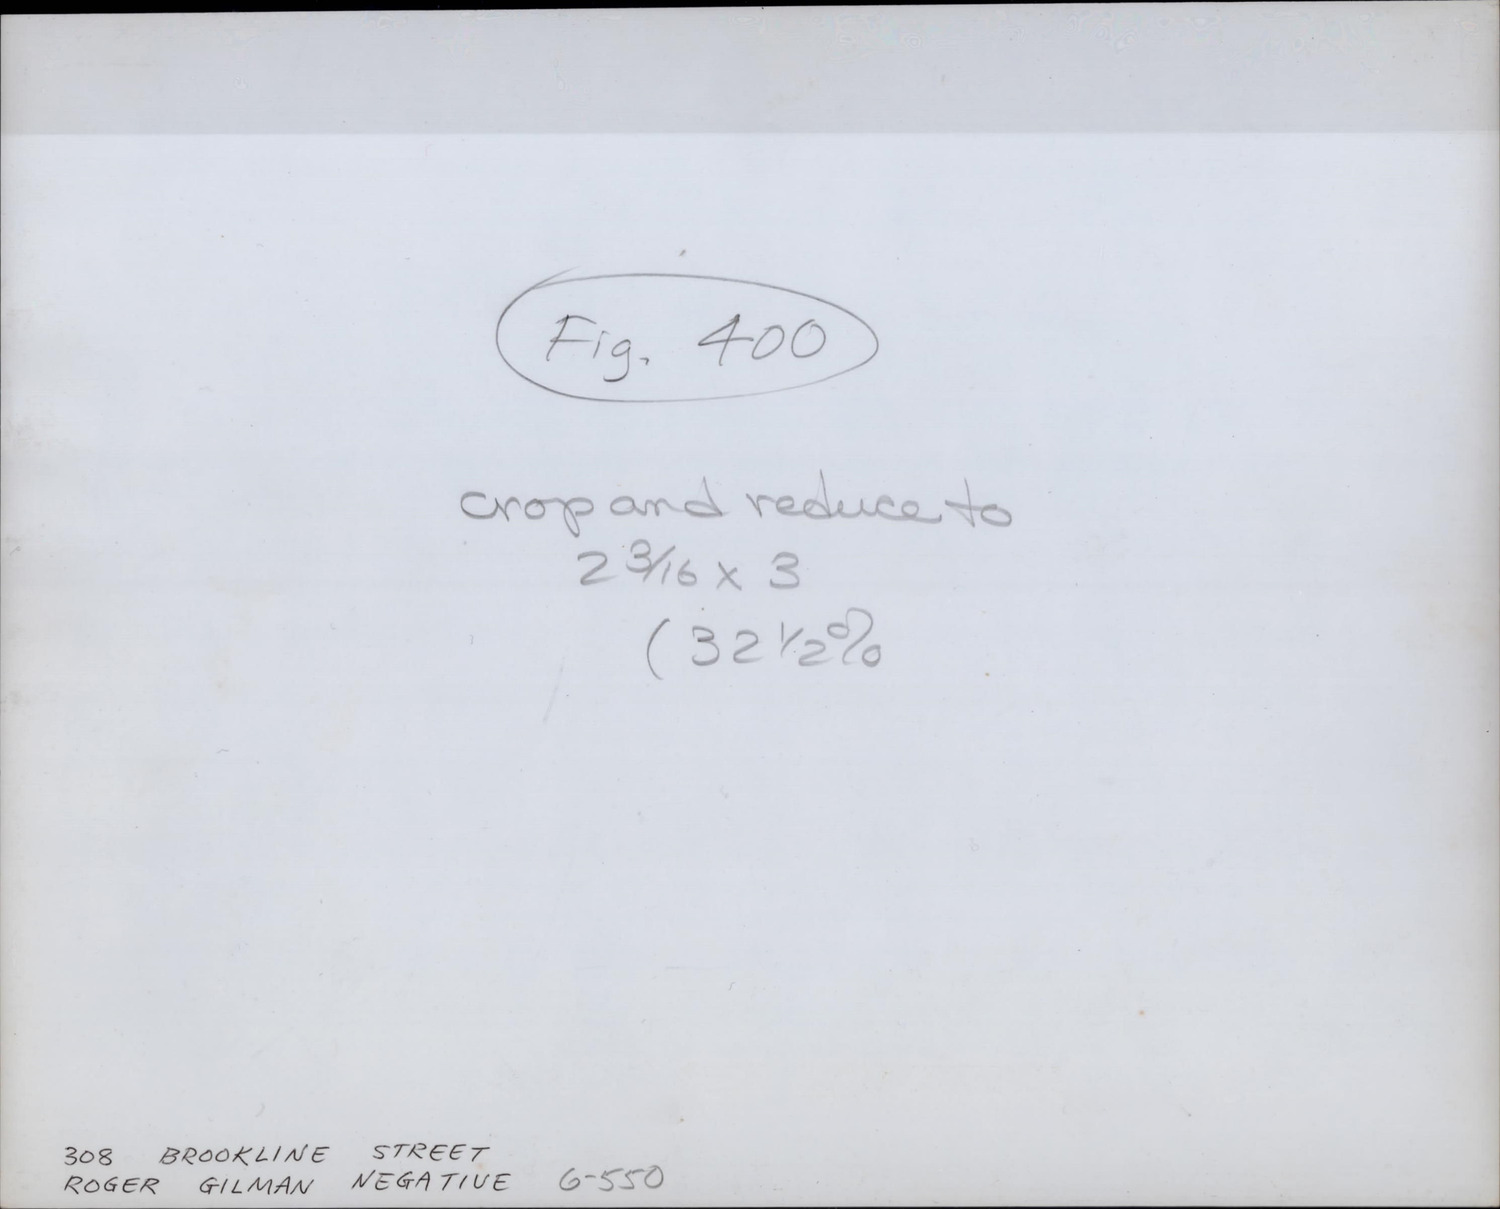 Fig. 400
crop and reduce to
2 3/16 x 3
(32 1/2%
308 BROOKLINE STREET
ROGER GILMAN NEGATIVE G-550